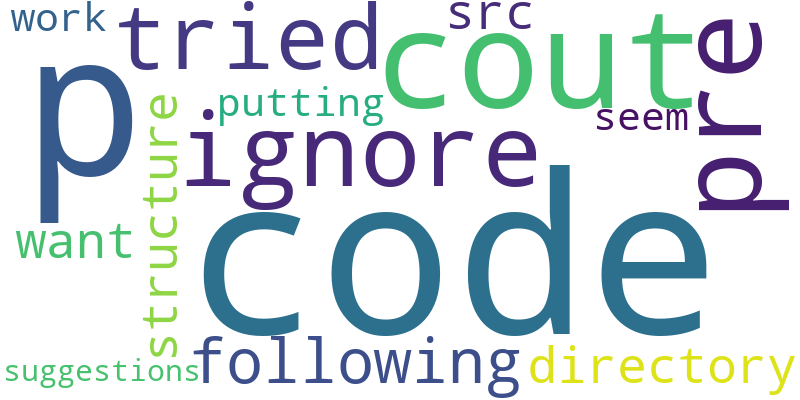 work
tried
src
cout
pre
p
putting
seem
ignore
structure
want
code
following
directory
suggestions